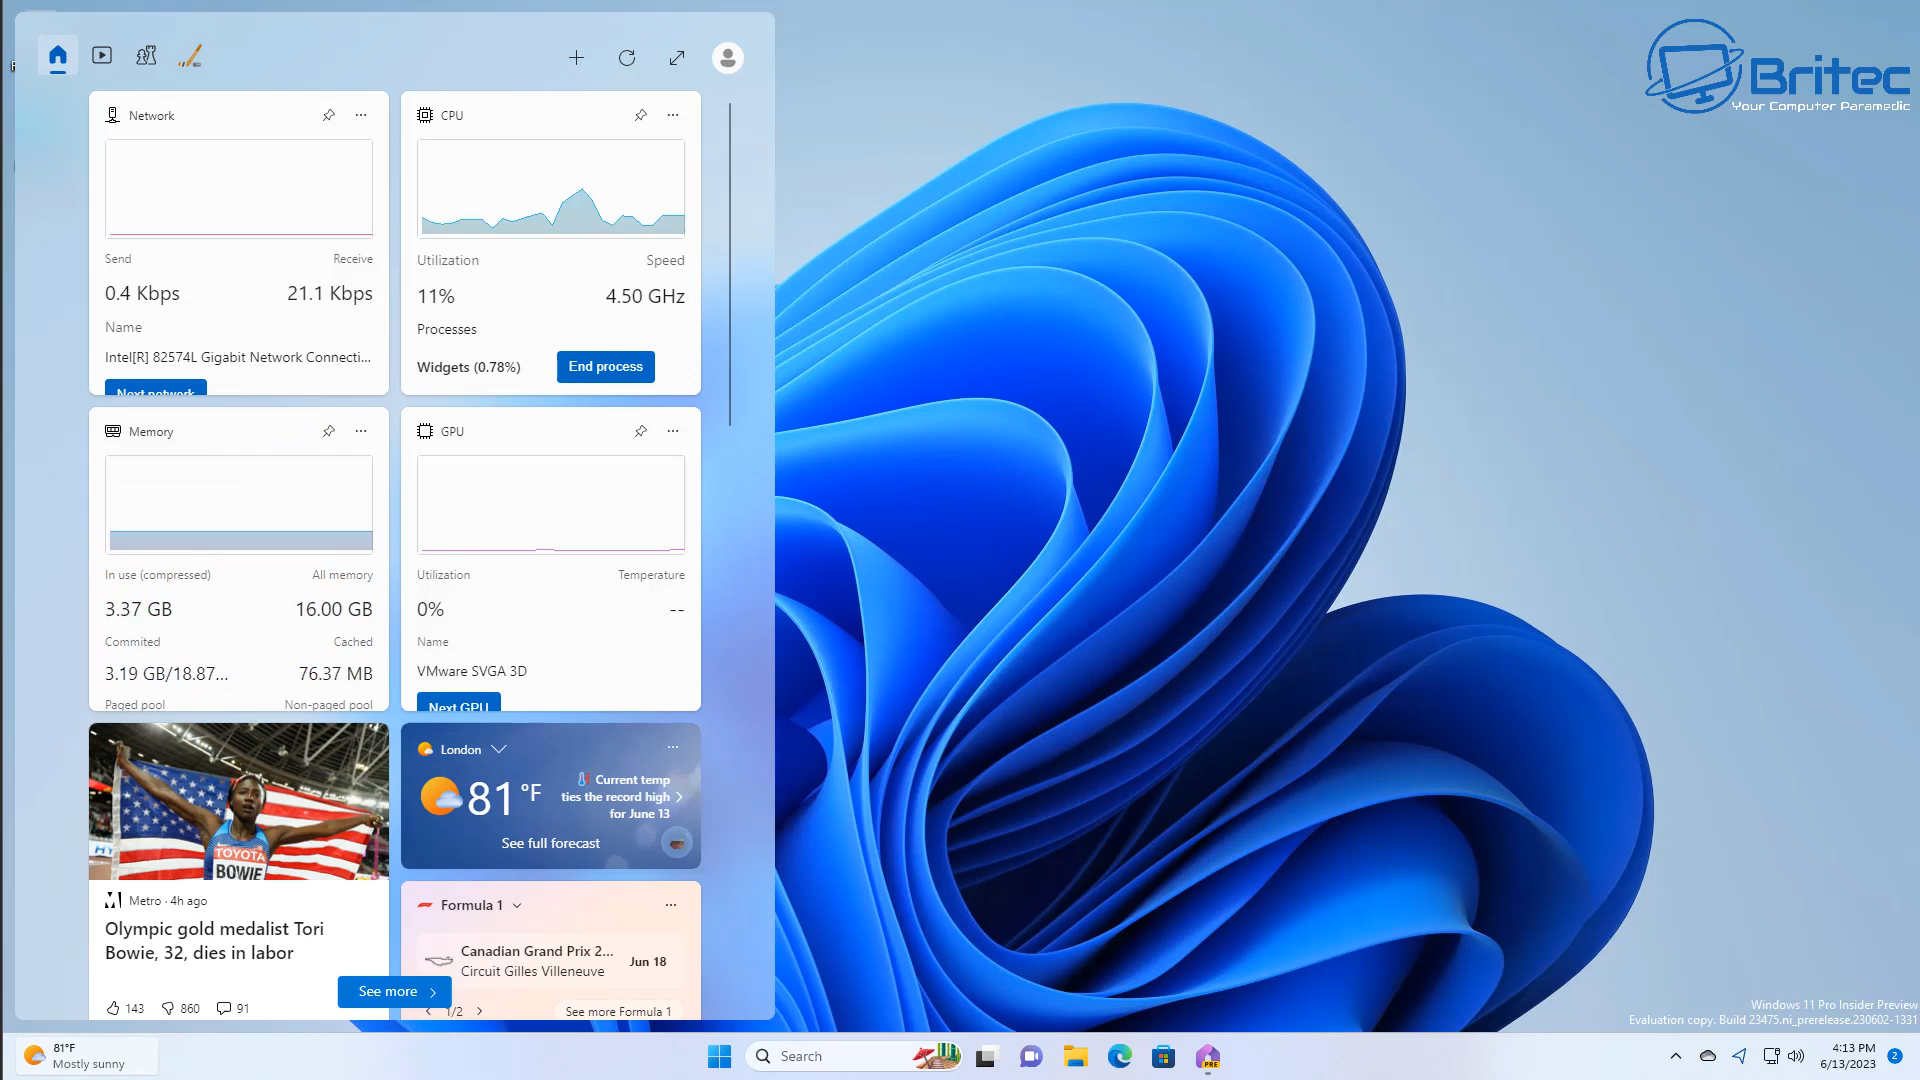 Britec
Your Computer Paramedic
Network
Send
Receive
0.4 Kbps
21.1 Kbps
Name
Intel[R] 82574L Gigabit Network Connecti...
Next network
CPU
Utilization
Speed
11%
4.50 GHz
Processes
Widgets (0.78%)
End process
Memory
In use (compressed)
All memory
3.37 GB
16.00 GB
Commited
Cached
3.19 GB/18.87...
76.37 MB
Paged pool
Non-paged pool
GPU
Utilization
Temperature
0%
--
Name
VMware SVGA 3D
Next GPU
TOYOTA
BOWIE
Metro · 4h ago
Olympic gold medalist Tori
Bowie, 32, dies in labor
143
860
91
London
81 °F
Current temp
ties the record high
for June 13
See full forecast
Formula 1
Canadian Grand Prix 2...
Circuit Gilles Villeneuve
Jun 18
1/2
See more Formula 1
See more
Windows 11 Pro Insider Preview
Evaluation copy. Build 23475.ni_prerelease.230602-1331
81°F
Mostly sunny
Search
PRE
4:13 PM
6/13/2023
2